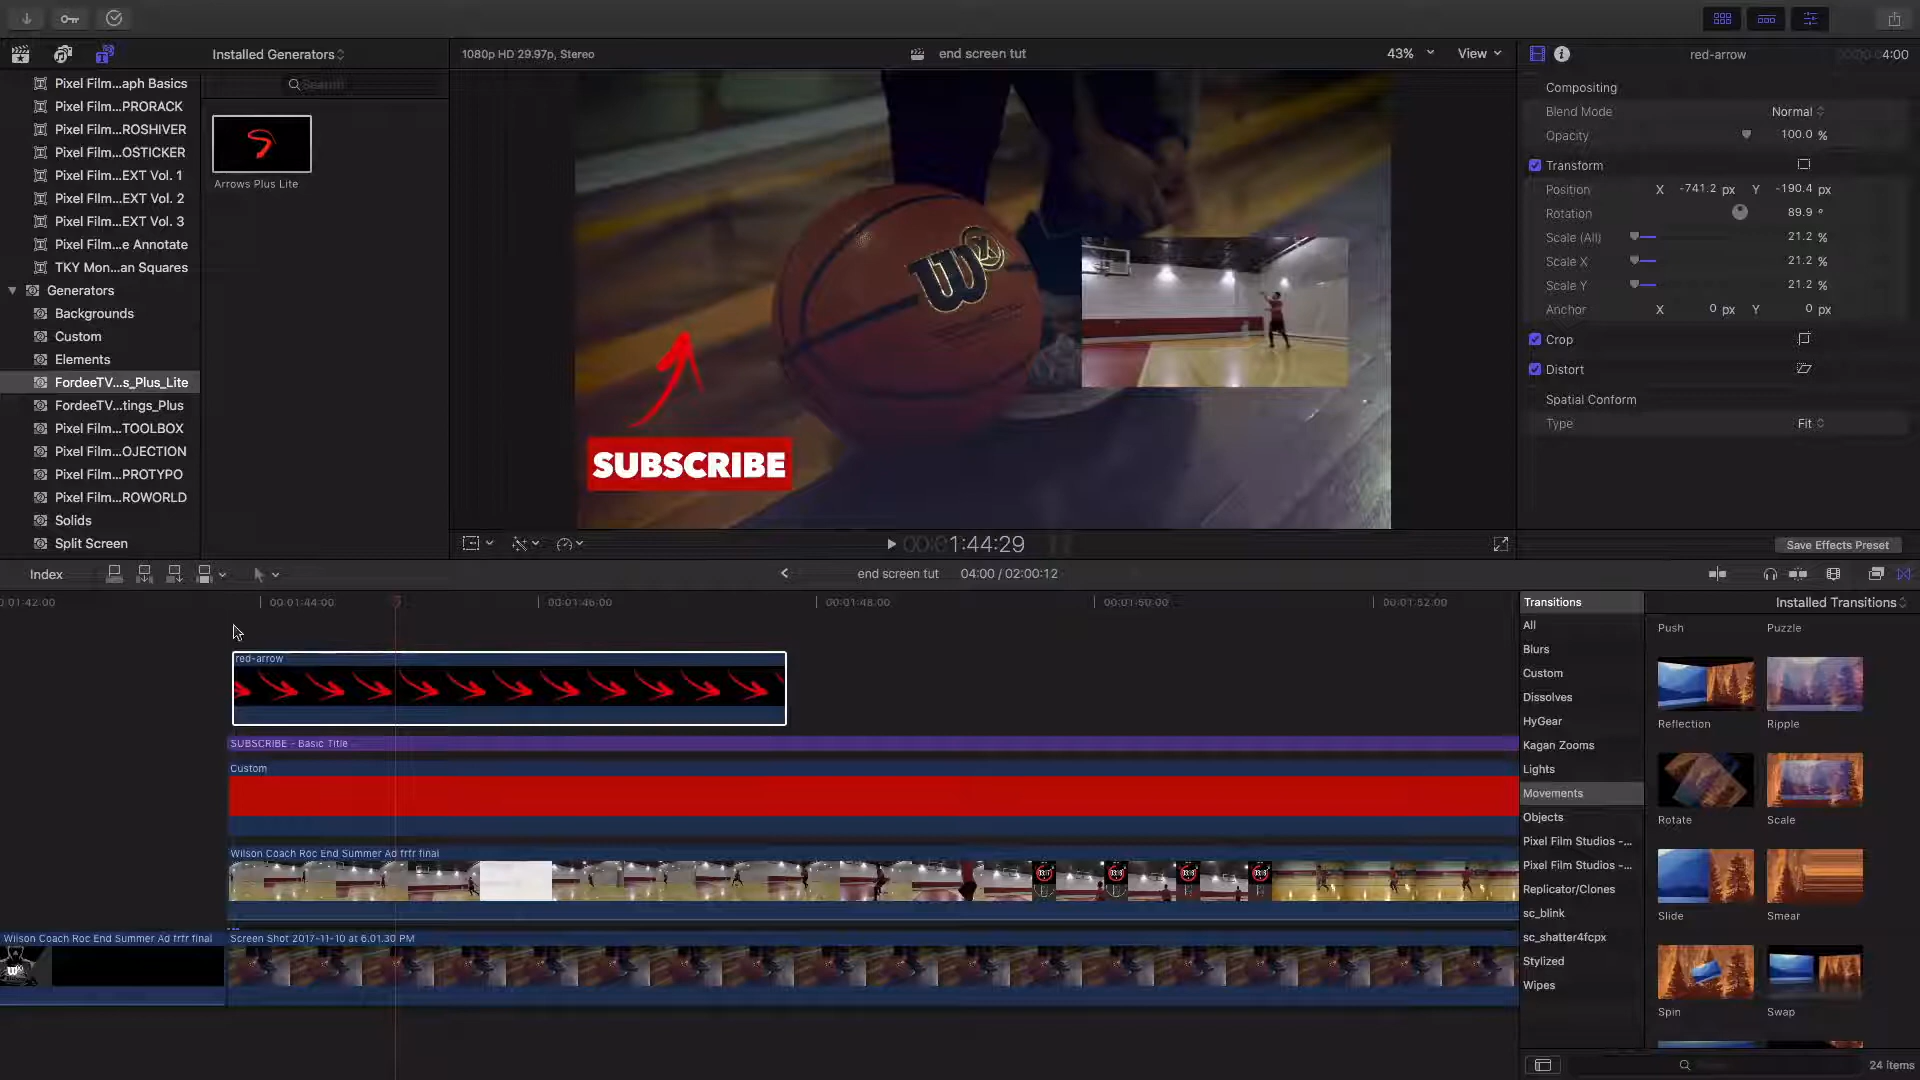 Installed Generators
1080p HD 29.97p, Stereo
end screen tut
43%
View
red-arrow
4:00
Pixel Film...aph Basics
Pixel Film...PRORACK
Pixel Film...ROSHIVER
Pixel Film...OSTICKER
Pixel Film...EXT Vol. 1
Pixel Film...EXT Vol. 2
Pixel Film...EXT Vol. 3
Pixel Film...e Annotate
TKY Mon...an Squares
Generators
Backgrounds
Custom
Elements
FordeeTV...s_Plus_Lite
FordeeTV...tings_Plus
Pixel Film...TOOLBOX
Pixel Film...OJECTION
Pixel Film...PROTYPO
Pixel Film...ROWORLD
Solids
Split Screen
Search
Arrows Plus Lite
W
X
SUBSCRIBE
Compositing
Blend Mode Normal
Opacity 100.0 %
Transform
Position X -741.2 px Y -190.4 px
Rotation 89.9 °
Scale (All) 21.2 %
Scale X 21.2 %
Scale Y 21.2 %
Anchor X 0 px Y 0 px
Crop
Distort
Spatial Conform
Type Fit
00:01:44:29
Save Effects Preset
Index
end screen tut
04:00 / 02:00:12
0:01:42:00
00:01:44:00
00:01:46:00
00:01:48:00
00:01:50:00
00:01:52:00
red-arrow
SUBSCRIBE - Basic Title
Custom
Wilson Coach Roc End Summer Ad frfr final
Wilson Coach Roc End Summer Ad frfr final
Screen Shot 2017-11-10 at 6.01.30 PM
Transitions
All
Blurs
Custom
Dissolves
HyGear
Kagan Zooms
Lights
Movements
Objects
Pixel Film Studios -...
Pixel Film Studios -...
Replicator/Clones
sc_blink
sc_shatter4fcpx
Stylized
Wipes
Installed Transitions
Push
Puzzle
Reflection
Ripple
Rotate
Scale
Slide
Smear
Spin
Swap
24 items